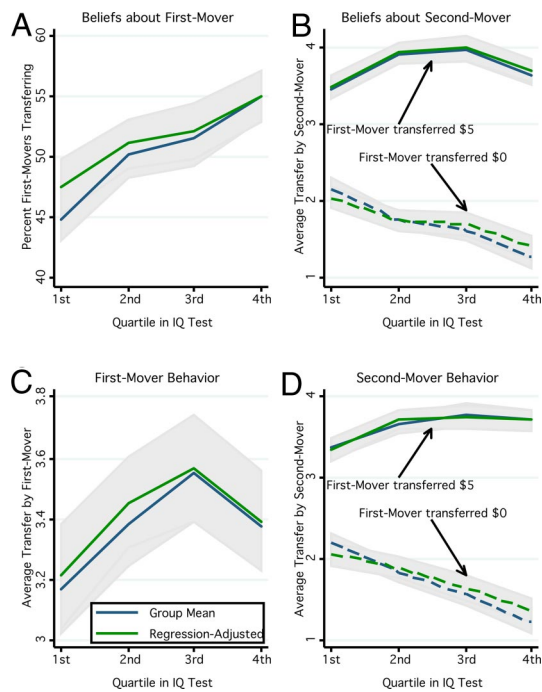 A
Beliefs about First-Mover
Percent First-Movers Transferring
60
55
50
45
40
1st 2nd 3rd 4th
Quartile in IQ Test
B
Beliefs about Second-Mover
Average Transfer by Second-Mover
4
3
2
1
First-Mover transferred $5
First-Mover transferred $0
1st 2nd 3rd 4th
Quartile in IQ Test
C
First-Mover Behavior
Average Transfer by First-Mover
3.8
3.6
3.4
3.2
3
Group Mean
Regression-Adjusted
1st 2nd 3rd 4th
Quartile in IQ Test
D
Second-Mover Behavior
Average Transfer by Second-Mover
4
3
2
1
First-Mover transferred $5
First-Mover transferred $0
1st 2nd 3rd 4th
Quartile in IQ Test